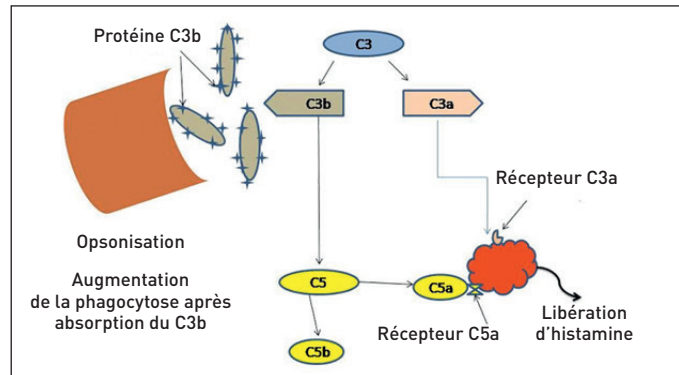 Protéine C3b
C3
C3b
C3a
Récepteur C3a
Opsonisation
Augmentation
de la phagocytose après
absorption du C3b
C5
C5a
Libération
d'histamine
Récepteur C5a
C5b